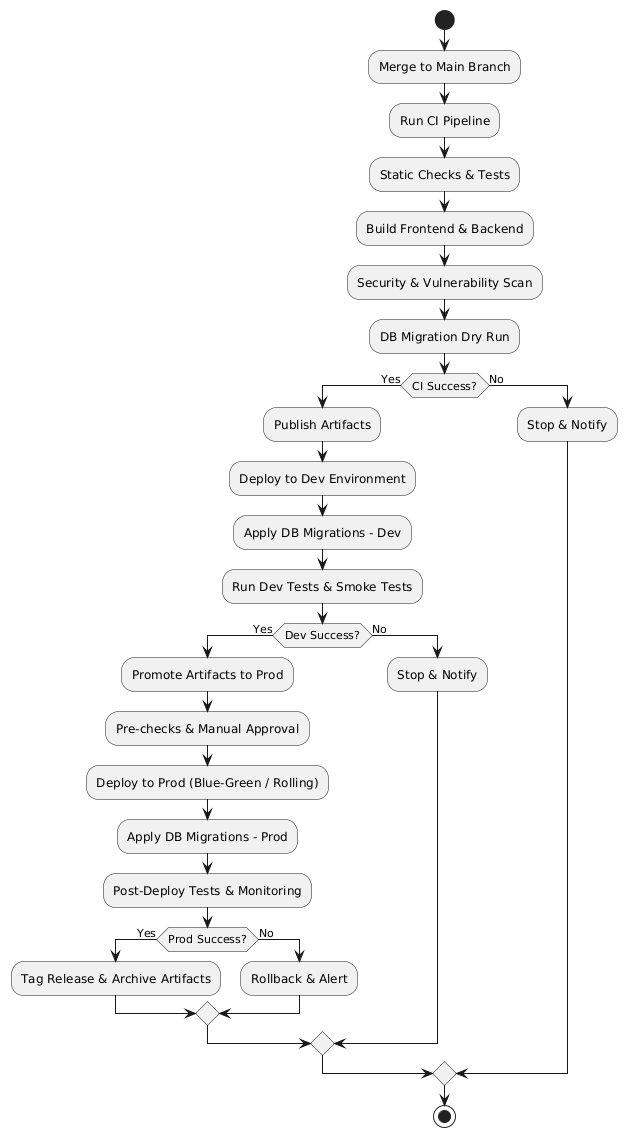 Merge to Main Branch
Run CI Pipeline
Static Checks & Tests
Build Frontend & Backend
Security & Vulnerability Scan
DB Migration Dry Run
Yes
CI Success?
No
Publish Artifacts
Stop & Notify
Deploy to Dev Environment
Apply DB Migrations - Dev
Run Dev Tests & Smoke Tests
Yes
Dev Success?
No
Promote Artifacts to Prod
Stop & Notify
Pre-checks & Manual Approval
Deploy to Prod (Blue-Green / Rolling)
Apply DB Migrations - Prod
Post-Deploy Tests & Monitoring
Yes
Prod Success?
No
Tag Release & Archive Artifacts
Rollback & Alert